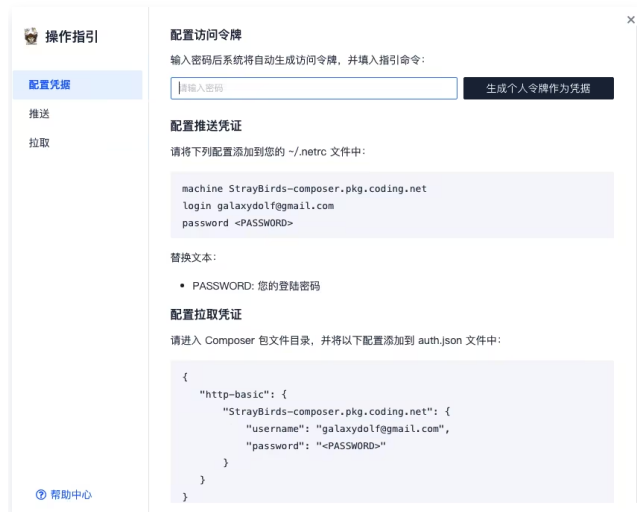 操作指引
配置凭据
推送
拉取
帮助中心
配置访问令牌
输入密码后系统将自动生成访问令牌，并填入指引命令：
请输入密码
生成个人令牌作为凭据
配置推送凭证
请将下列配置添加到您的 ~/.netrc 文件中：
machine StrayBirds-composer.pkg.coding.net
login galaxydolf@gmail.com
password <PASSWORD>
替换文本：
• PASSWORD: 您的登陆密码
配置拉取凭证
请进入 Composer 包文件目录，并将以下配置添加到 auth.json 文件中：
{
"http-basic": {
"StrayBirds-composer.pkg.coding.net": {
"username": "galaxydolf@gmail.com",
"password": "<PASSWORD>"
}
}
}